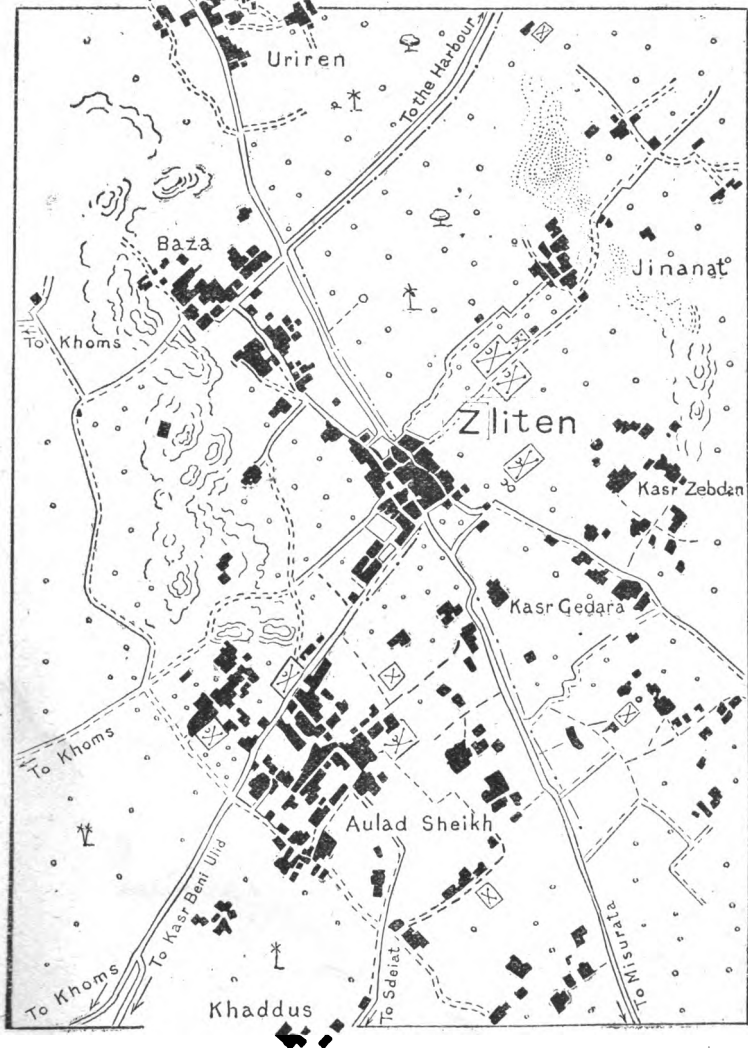 Uriren
To the Harbour
Baza
Jinanat
To Khoms
Zliten
Kasr Zebdan
Kasr Gedara
To Khoms
Aulad Sheikh
To Kasr Beni Ulid
To Khoms
To Sdeiat
To Misurata
Khaddus